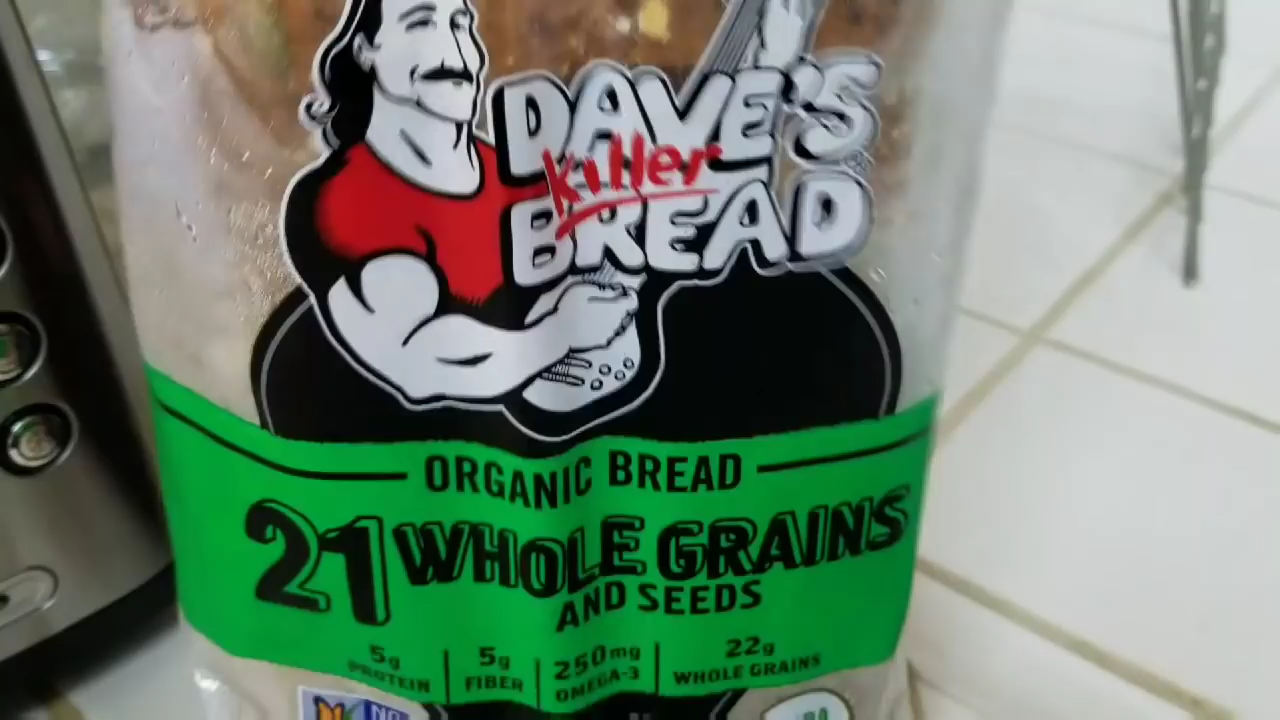 DAVE'S
killer
BREAD
ORGANIC BREAD
21 WHOLE GRAINS
AND SEEDS
5g PROTEIN
5g FIBER
250mg OMEGA-3
22g WHOLE GRAINS